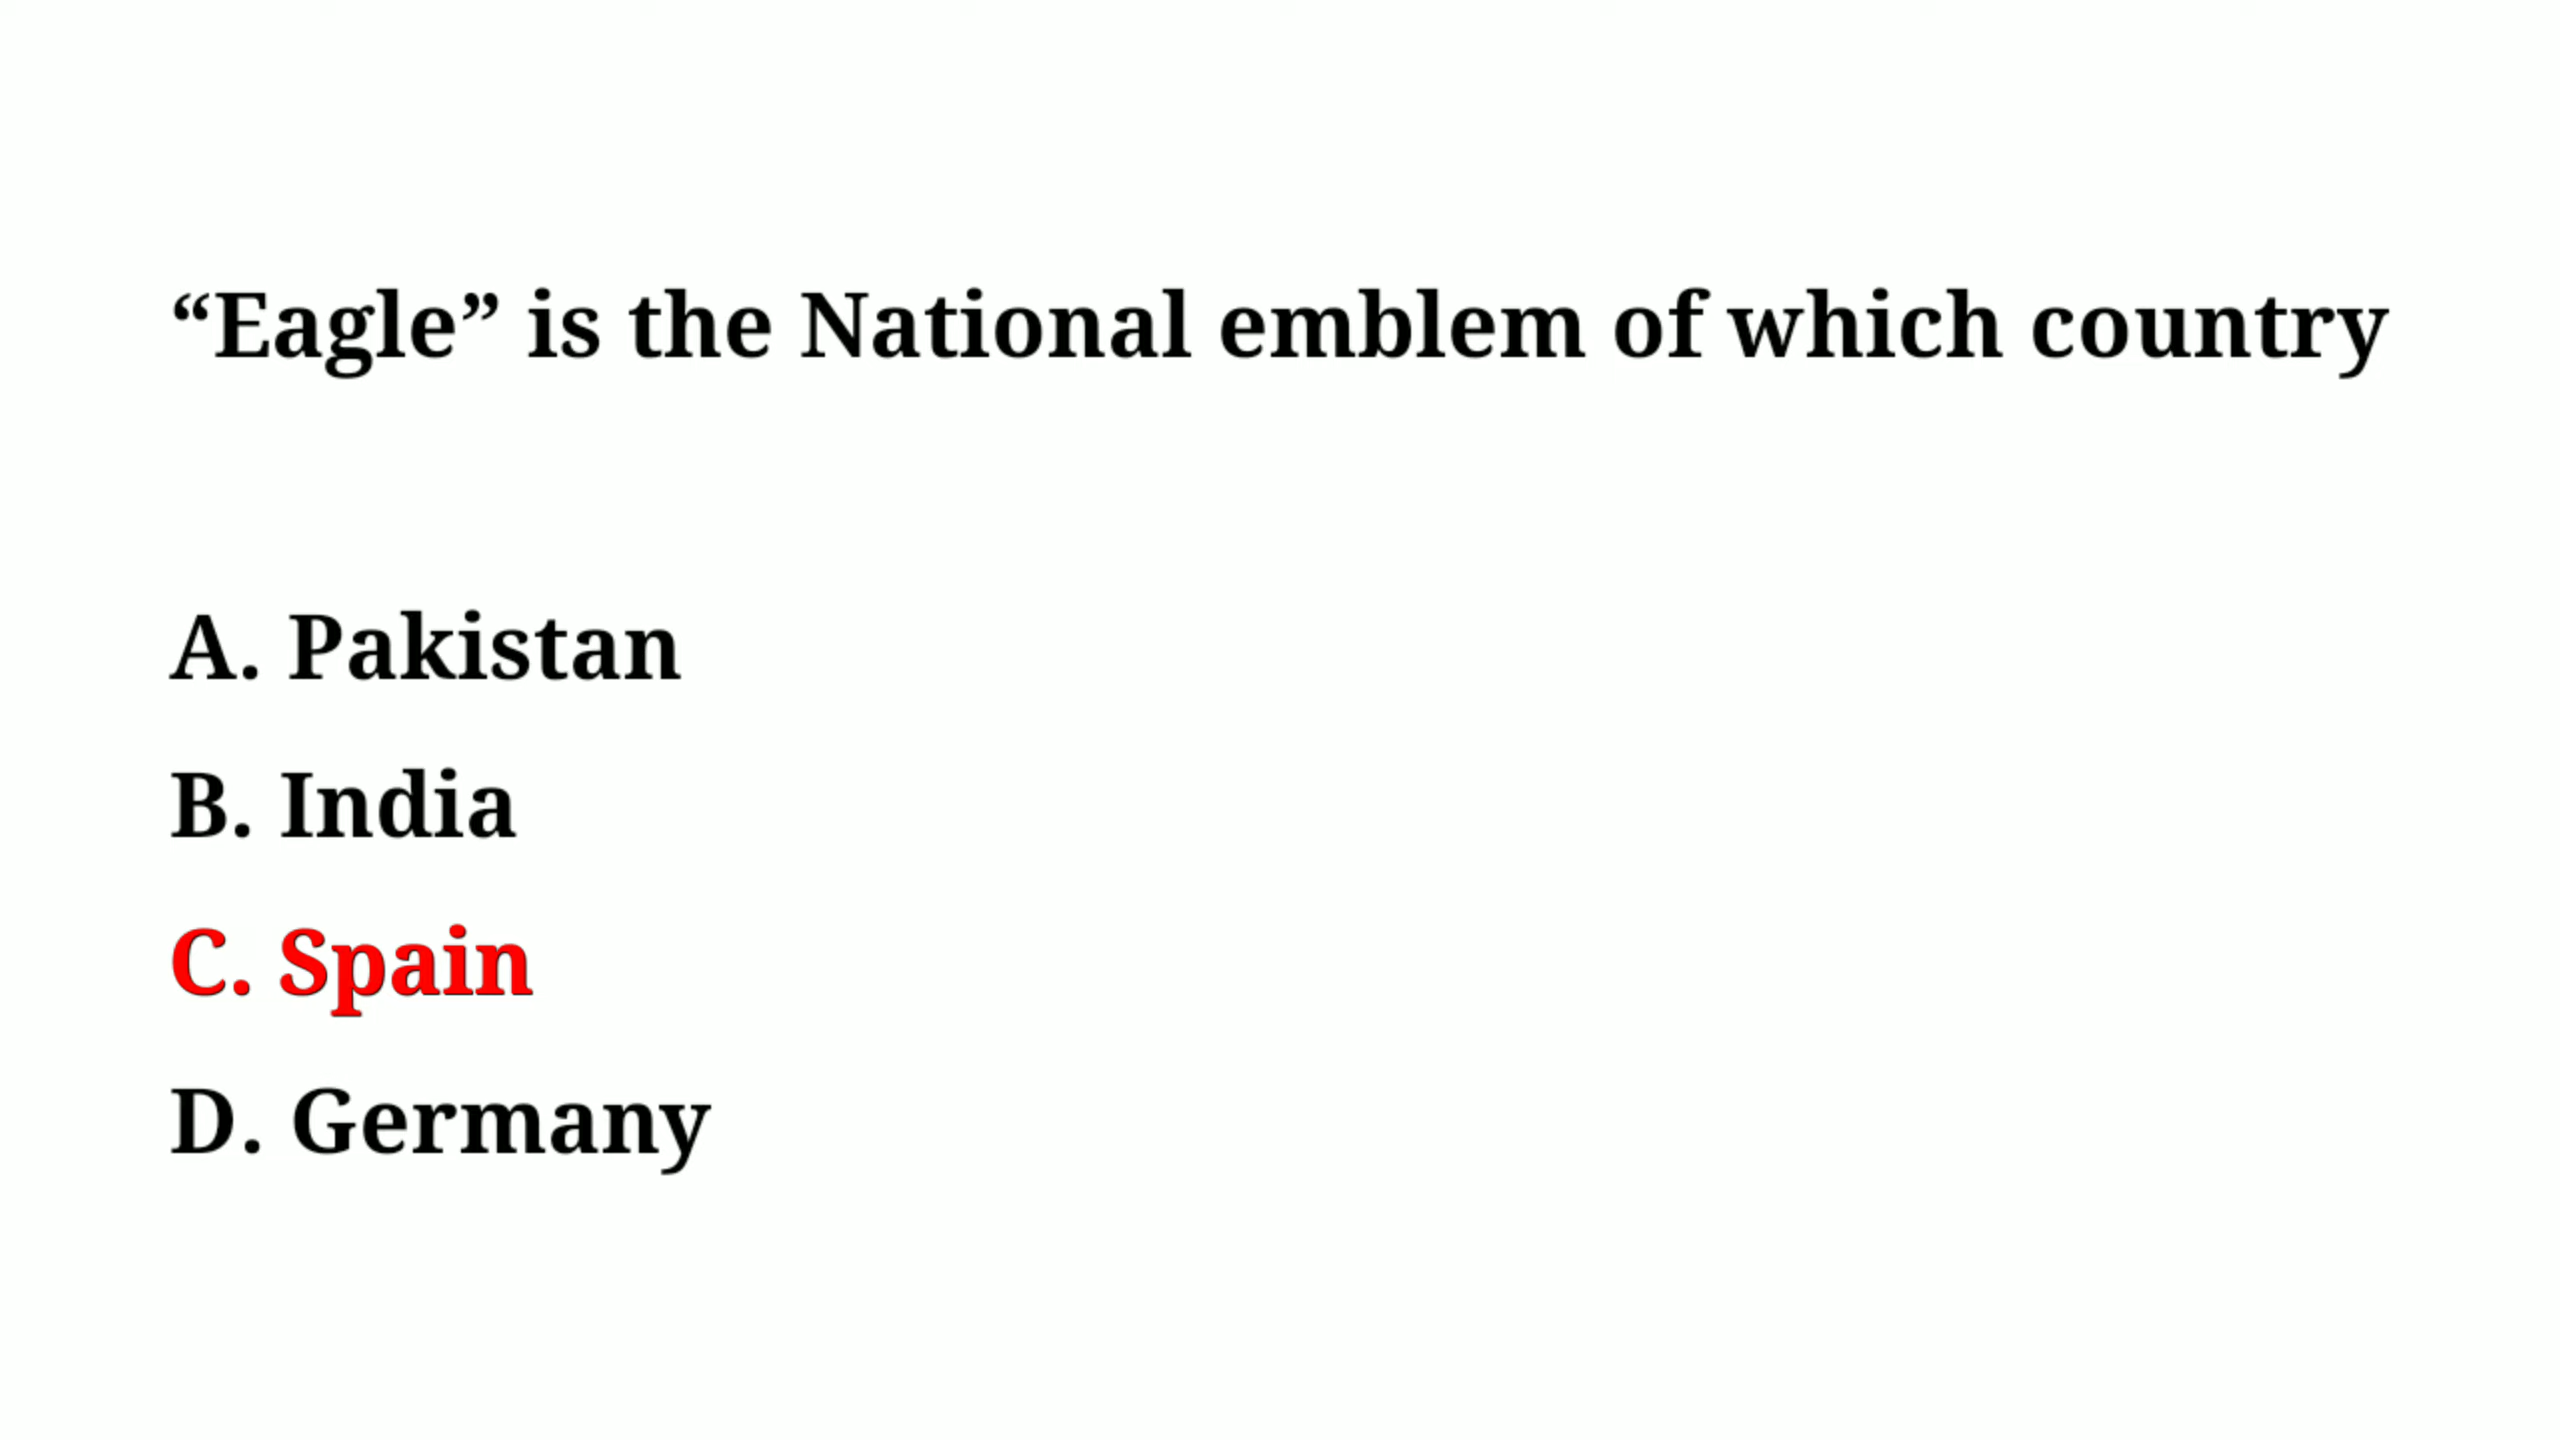 “Eagle” is the National emblem of which country
A. Pakistan
B. India
C. Spain
D. Germany